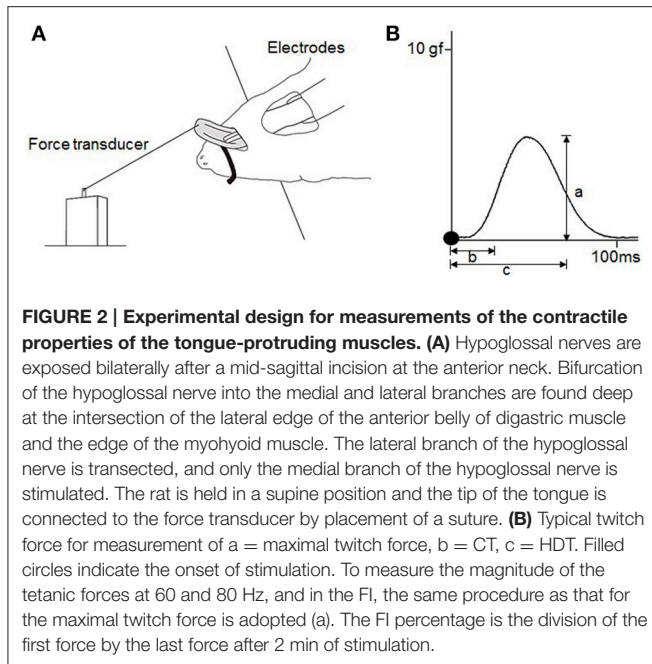 A
Electrodes
Force transducer
B
10 gf
a
b
c
100ms
FIGURE 2 | Experimental design for measurements of the contractile
properties of the tongue-protruding muscles. (A) Hypoglossal nerves are
exposed bilaterally after a mid-sagittal incision at the anterior neck. Bifurcation
of the hypoglossal nerve into the medial and lateral branches are found deep
at the intersection of the lateral edge of the anterior belly of digastric muscle
and the edge of the myohyoid muscle. The lateral branch of the hypoglossal
nerve is transected, and only the medial branch of the hypoglossal nerve is
stimulated. The rat is held in a supine position and the tip of the tongue is
connected to the force transducer by placement of a suture. (B) Typical twitch
force for measurement of a = maximal twitch force, b = CT, c = HDT. Filled
circles indicate the onset of stimulation. To measure the magnitude of the
tetanic forces at 60 and 80 Hz, and in the FI, the same procedure as that for
the maximal twitch force is adopted (a). The FI percentage is the division of the
first force by the last force after 2 min of stimulation.